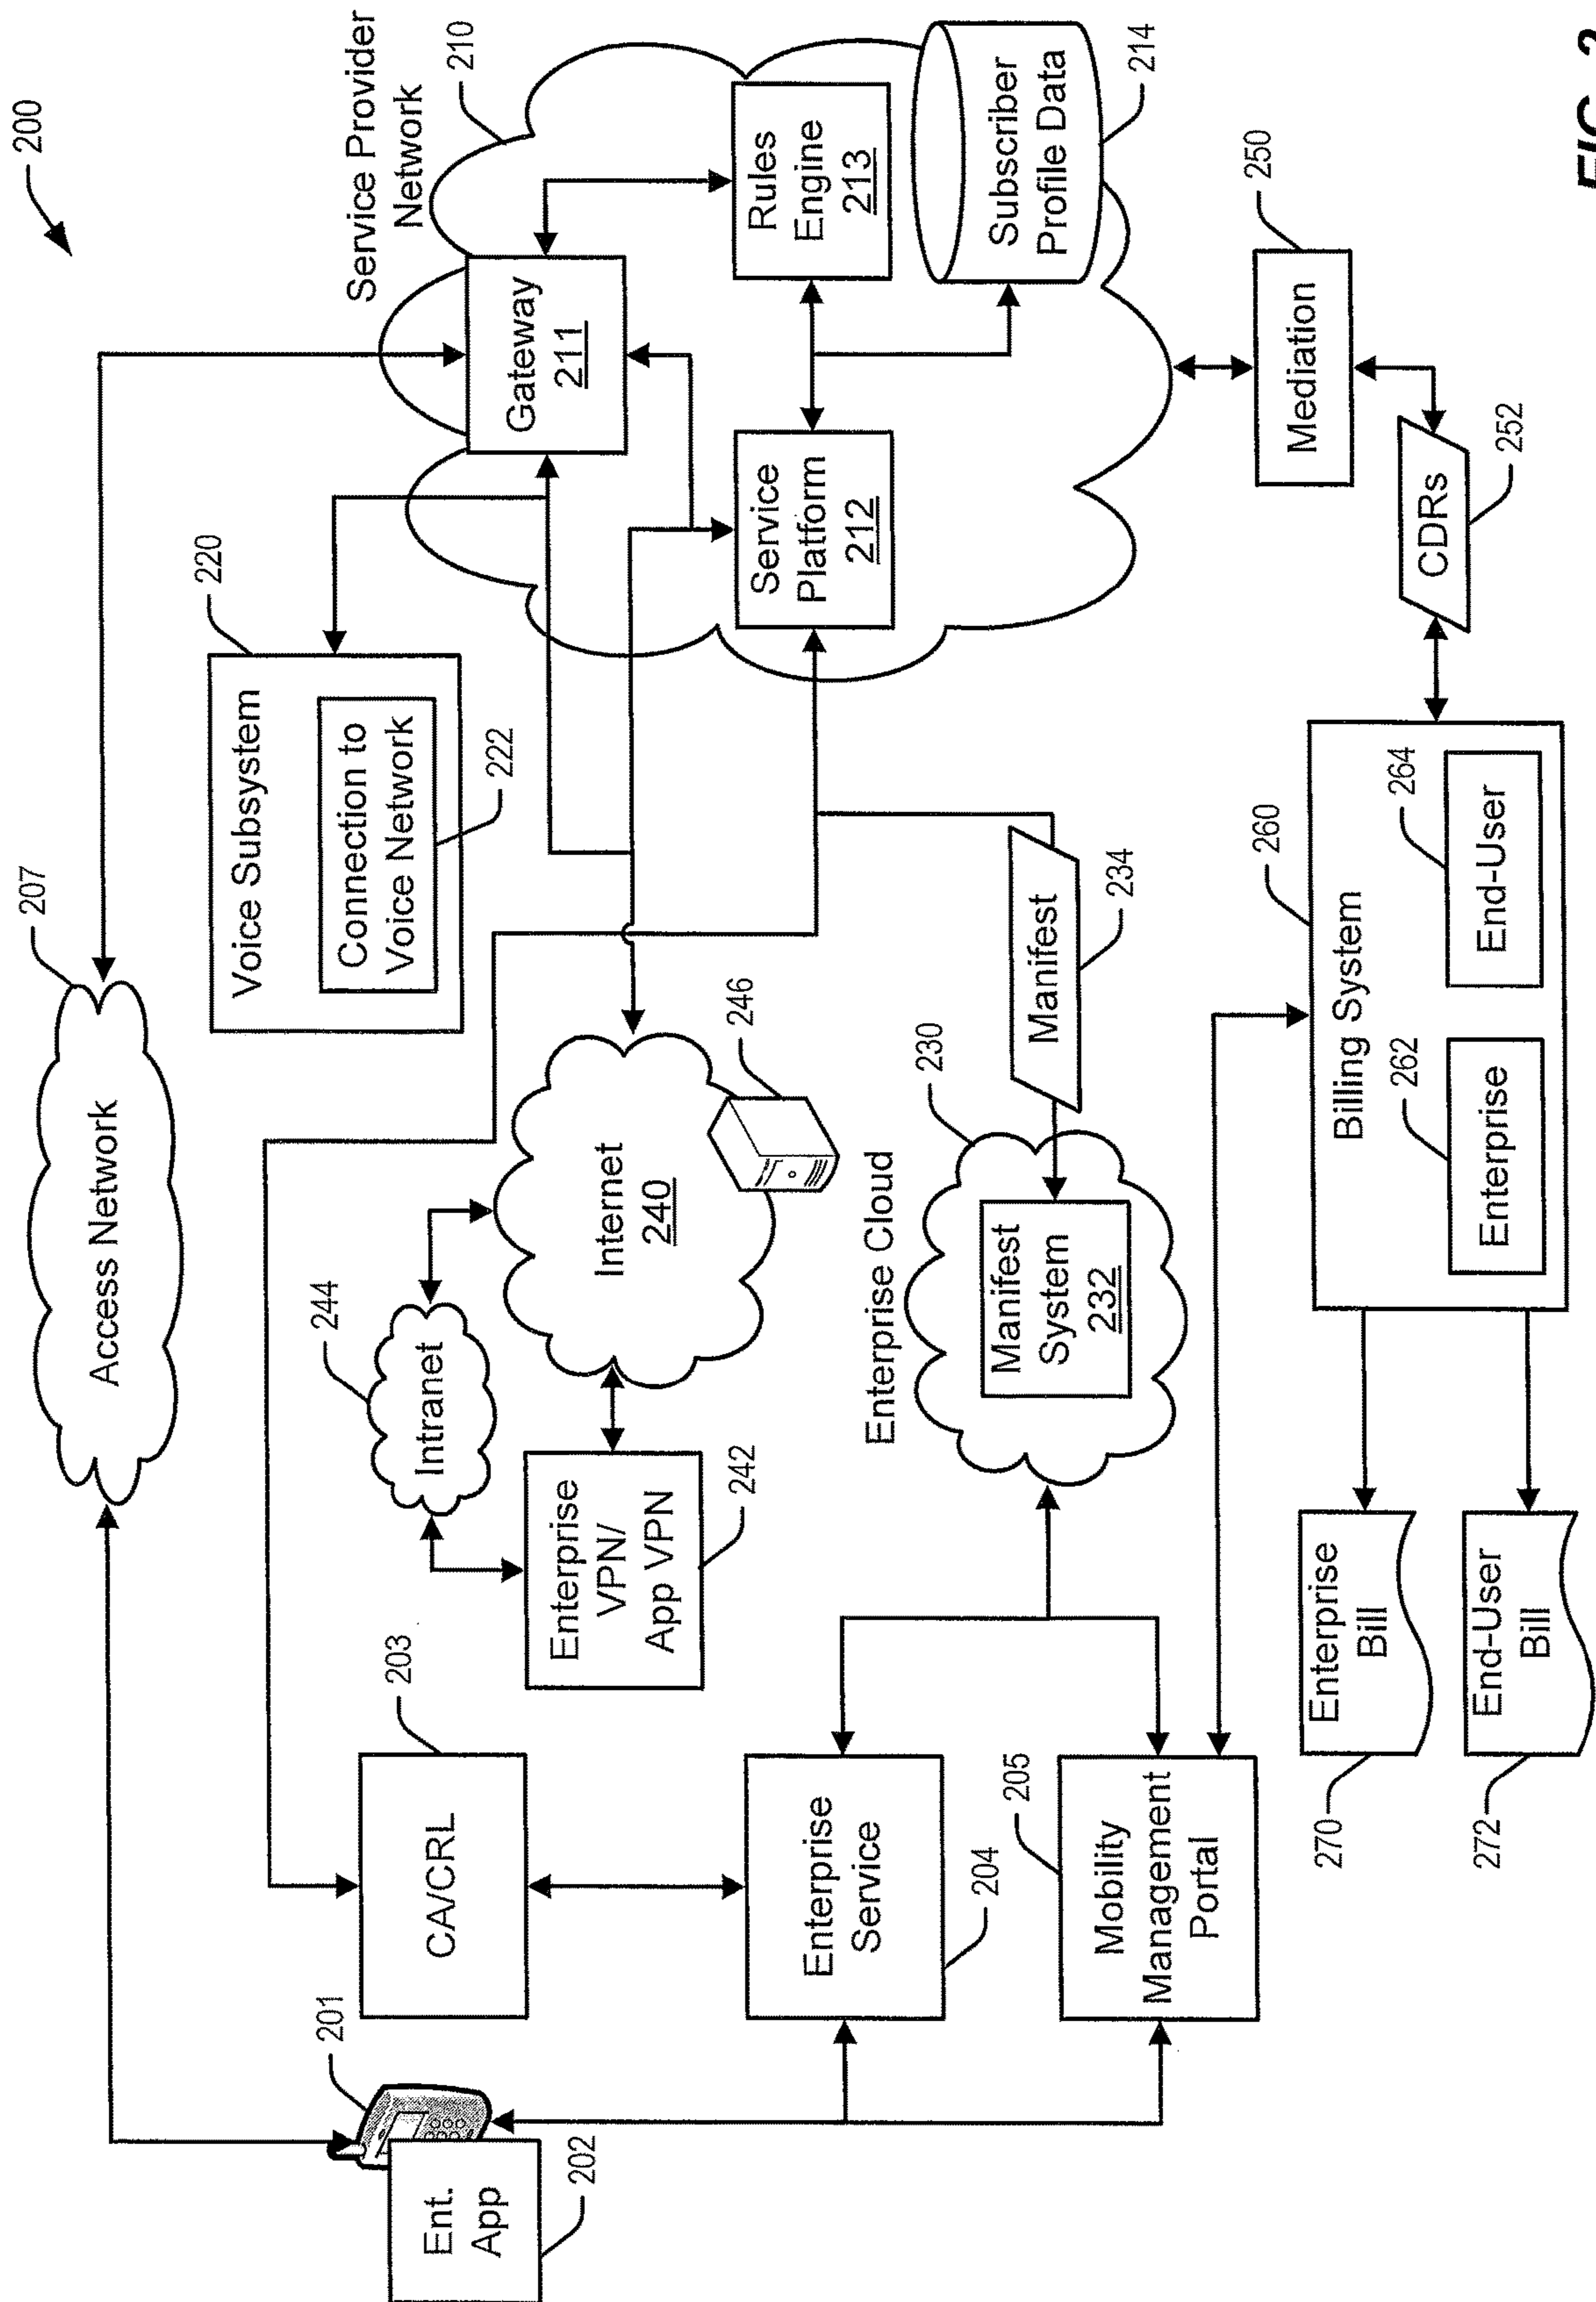 200
Access Network
207
Service Provider
Network
210
Gateway
211
Rules
Engine
213
Service
Platform
212
Subscriber
Profile Data
214
Voice Subsystem
220
Connection to
Voice Network
222
201
Ent.
App
202
CA/CRL
203
Intranet
244
Enterprise
VPN/
App VPN
242
Internet
240
246
Enterprise
Service
204
Mobility
Management
Portal
205
Enterprise Cloud
230
Manifest
System
232
Manifest
234
Mediation
250
CDRs
252
Billing System
260
Enterprise
262
End-User
264
Enterprise
Bill
270
End-User
Bill
272
FIG. 2